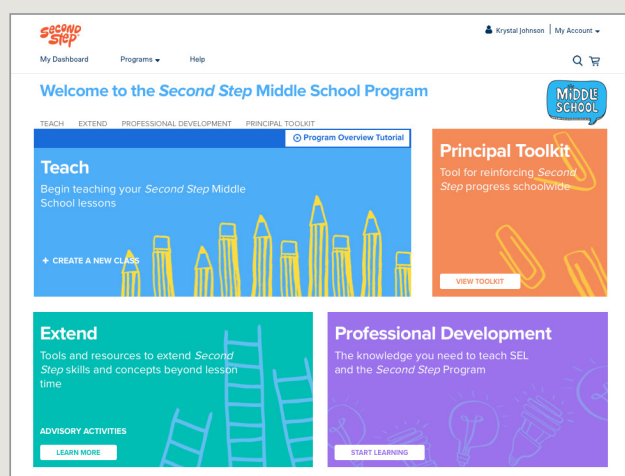 SECOND
STEP
Krystal Johnson | My Account
My Dashboard Programs Help
Welcome to the Second Step Middle School Program
MiDDLE
SCHOOL
TEACH EXTEND PROFESSIONAL DEVELOPMENT PRINCIPAL TOOLKIT
Program Overview Tutorial
Teach
Begin teaching your Second Step Middle
School lessons
+ CREATE A NEW CLASS
Principal Toolkit
Tool for reinforcing Second
Step progress schoolwide
VIEW TOOLKIT
Extend
Tools and resources to extend Second
Step skills and concepts beyond lesson
time
ADVISORY ACTIVITIES
LEARN MORE
Professional Development
The knowledge you need to teach SEL
and the Second Step Program
START LEARNING